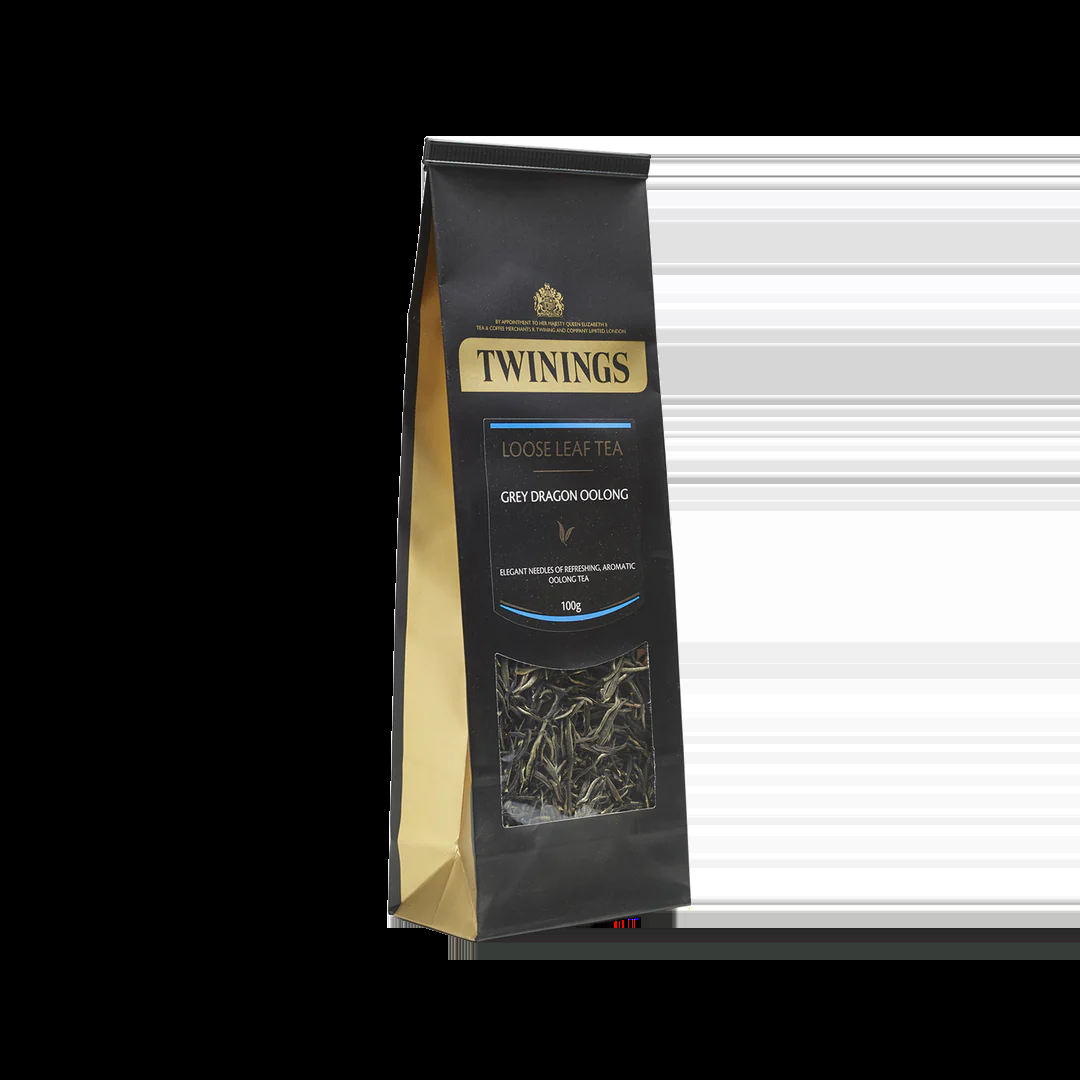 BY APPOINTMENT TO HER MAJESTY QUEEN ELIZABETH II
TEA & COFFEE MERCHANTS R. TWINING AND COMPANY LIMITED, LONDON
TWININGS
LOOSE LEAF TEA
GREY DRAGON OOLONG
ELEGANT NEEDLES OF REFRESHING, AROMATIC
OOLONG TEA
100g